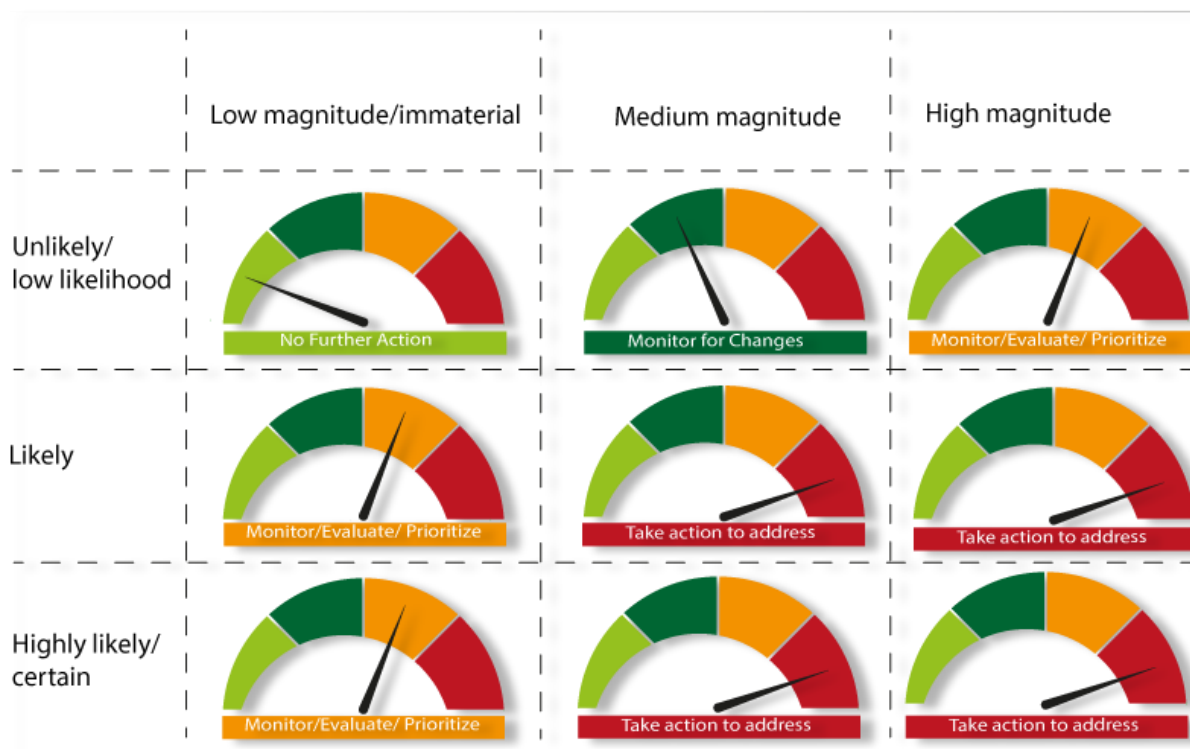 Low magnitude/immaterial
Medium magnitude
High magnitude
Unlikely/
low likelihood
No Further Action
Monitor for Changes
Monitor/Evaluate/ Prioritize
Likely
Monitor/Evaluate/ Prioritize
Take action to address
Take action to address
Highly likely/
certain
Monitor/Evaluate/ Prioritize
Take action to address
Take action to address